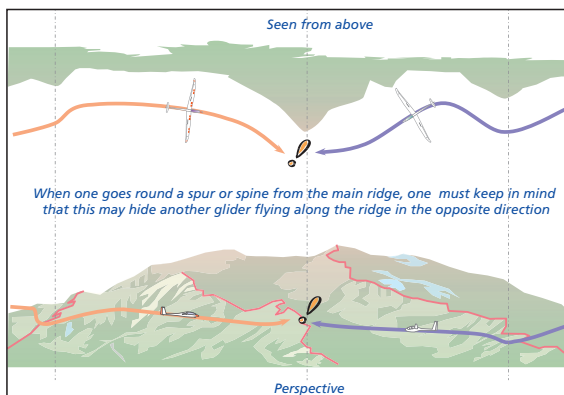 Seen from above
When one goes round a spur or spine from the main ridge, one must keep in mind
that this may hide another glider flying along the ridge in the opposite direction
Perspective